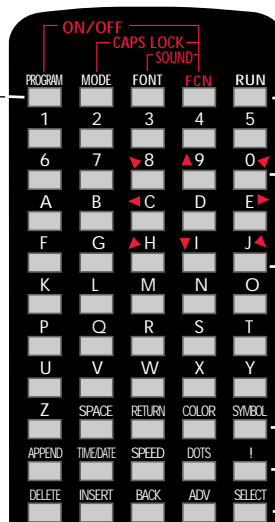 ON/OFF
CAPS LOCK
SOUND
PROGRAM MODE FONT FCN RUN
1 2 3 4 5
6 7 8 9 0
A B C D E
F G H I J
K L M N O
P Q R S T
U V W X Y
Z SPACE RETURN COLOR SYMBOL
APPEND TIME/DATE SPEED DOTS !
DELETE INSERT BACK ADV SELECT